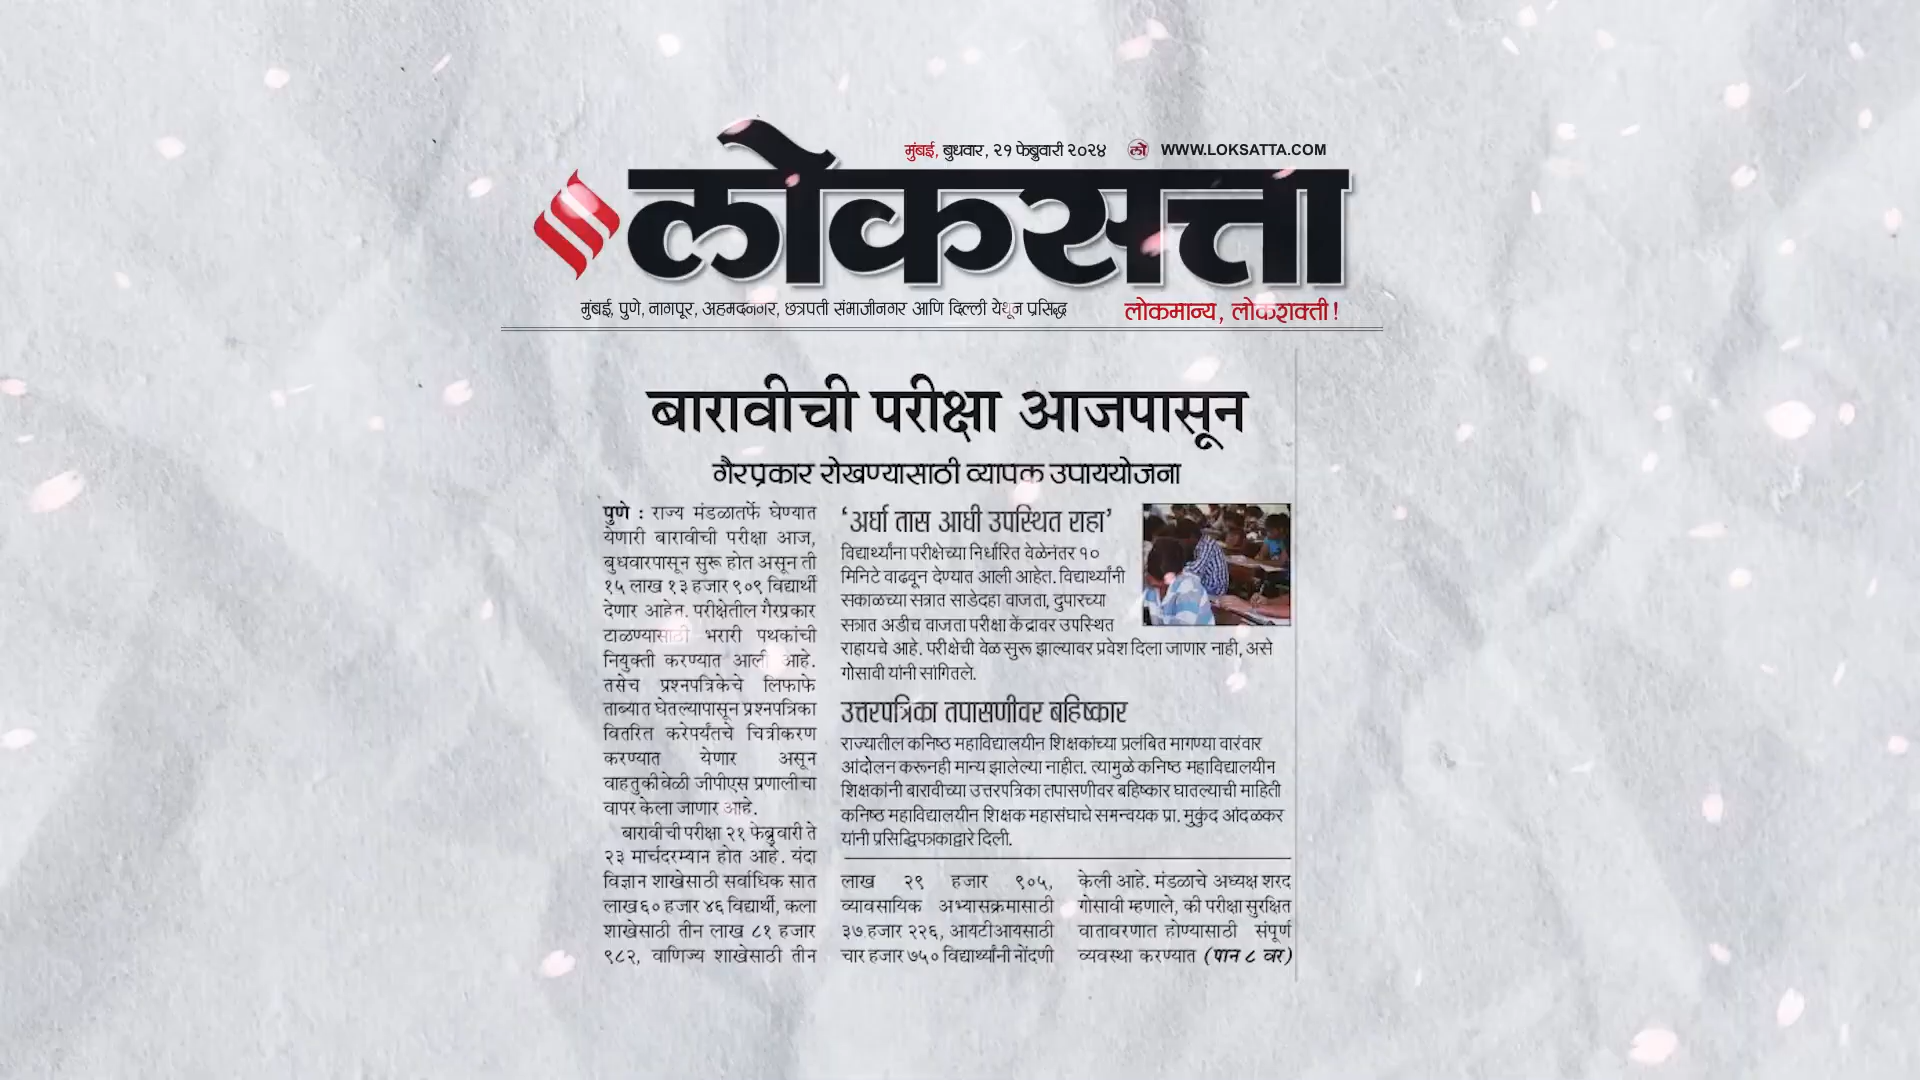 मुंबई, बुधवार, २१ फेब्रुवारी २०२४
लो
WWW.LOKSATTA.COM
लोकसत्ता
मुंबई, पुणे, नागपूर, अहमदनगर, छत्रपती संभाजीनगर आणि दिल्ली येथून प्रसिद्ध
लोकमान्य, लोकशक्ती!
बारावीची परीक्षा आजपासून
गैरप्रकार रोखण्यासाठी व्यापक उपाययोजना
पुणे : राज्य मंडळातर्फे घेण्यात
येणारी बारावीची परीक्षा आज,
बुधवारपासून सुरू होत असून ती
१५ लाख १३ हजार ९०९ विद्यार्थी
देणार आहेत. परीक्षेतील गैरप्रकार
टाळण्यासाठी भरारी पथकांची
नियुक्ती करण्यात आली आहे.
तसेच प्रश्नपत्रिकेचे लिफाफे
ताब्यात घेतल्यापासून प्रश्नपत्रिका
वितरित करेपर्यंतचे चित्रीकरण
करण्यात येणार असून
वाहतुकीवेळी जीपीएस प्रणालीचा
वापर केला जाणार आहे.
बारावीची परीक्षा २१ फेब्रुवारी ते
२३ मार्चदरम्यान होत आहे. यंदा
विज्ञान शाखेसाठी सर्वाधिक सात
लाख ६० हजार ४६ विद्यार्थी, कला
शाखेसाठी तीन लाख ८१ हजार
९८२, वाणिज्य शाखेसाठी तीन
‘अर्धा तास आधी उपस्थित राहा’
विद्यार्थ्यांना परीक्षेच्या निर्धारित वेळेनंतर १०
मिनिटे वाढवून देण्यात आली आहेत. विद्यार्थ्यांनी
सकाळच्या सत्रात साडेदहा वाजता, दुपारच्या
सत्रात अडीच वाजता परीक्षा केंद्रावर उपस्थित
राहायचे आहे. परीक्षेची वेळ सुरू झाल्यावर प्रवेश दिला जाणार नाही, असे
गोसावी यांनी सांगितले.
उत्तरपत्रिका तपासणीवर बहिष्कार
राज्यातील कनिष्ठ महाविद्यालयीन शिक्षकांच्या प्रलंबित मागण्या वारंवार
आंदोलन करूनही मान्य झालेल्या नाहीत. त्यामुळे कनिष्ठ महाविद्यालयीन
शिक्षकांनी बारावीच्या उत्तरपत्रिका तपासणीवर बहिष्कार घातल्याची माहिती
कनिष्ठ महाविद्यालयीन शिक्षक महासंघाचे समन्वयक प्रा. मुकुंद आंदळकर
यांनी प्रसिद्धिपत्रकाद्वारे दिली.
लाख २९ हजार ९०५,
व्यावसायिक अभ्यासक्रमासाठी
३७ हजार २२६, आयटीआयसाठी
चार हजार ७५० विद्यार्थ्यांनी नोंदणी
केली आहे. मंडळाचे अध्यक्ष शरद
गोसावी म्हणाले, की परीक्षा सुरक्षित
वातावरणात होण्यासाठी संपूर्ण
व्यवस्था करण्यात (पान ८ वर)